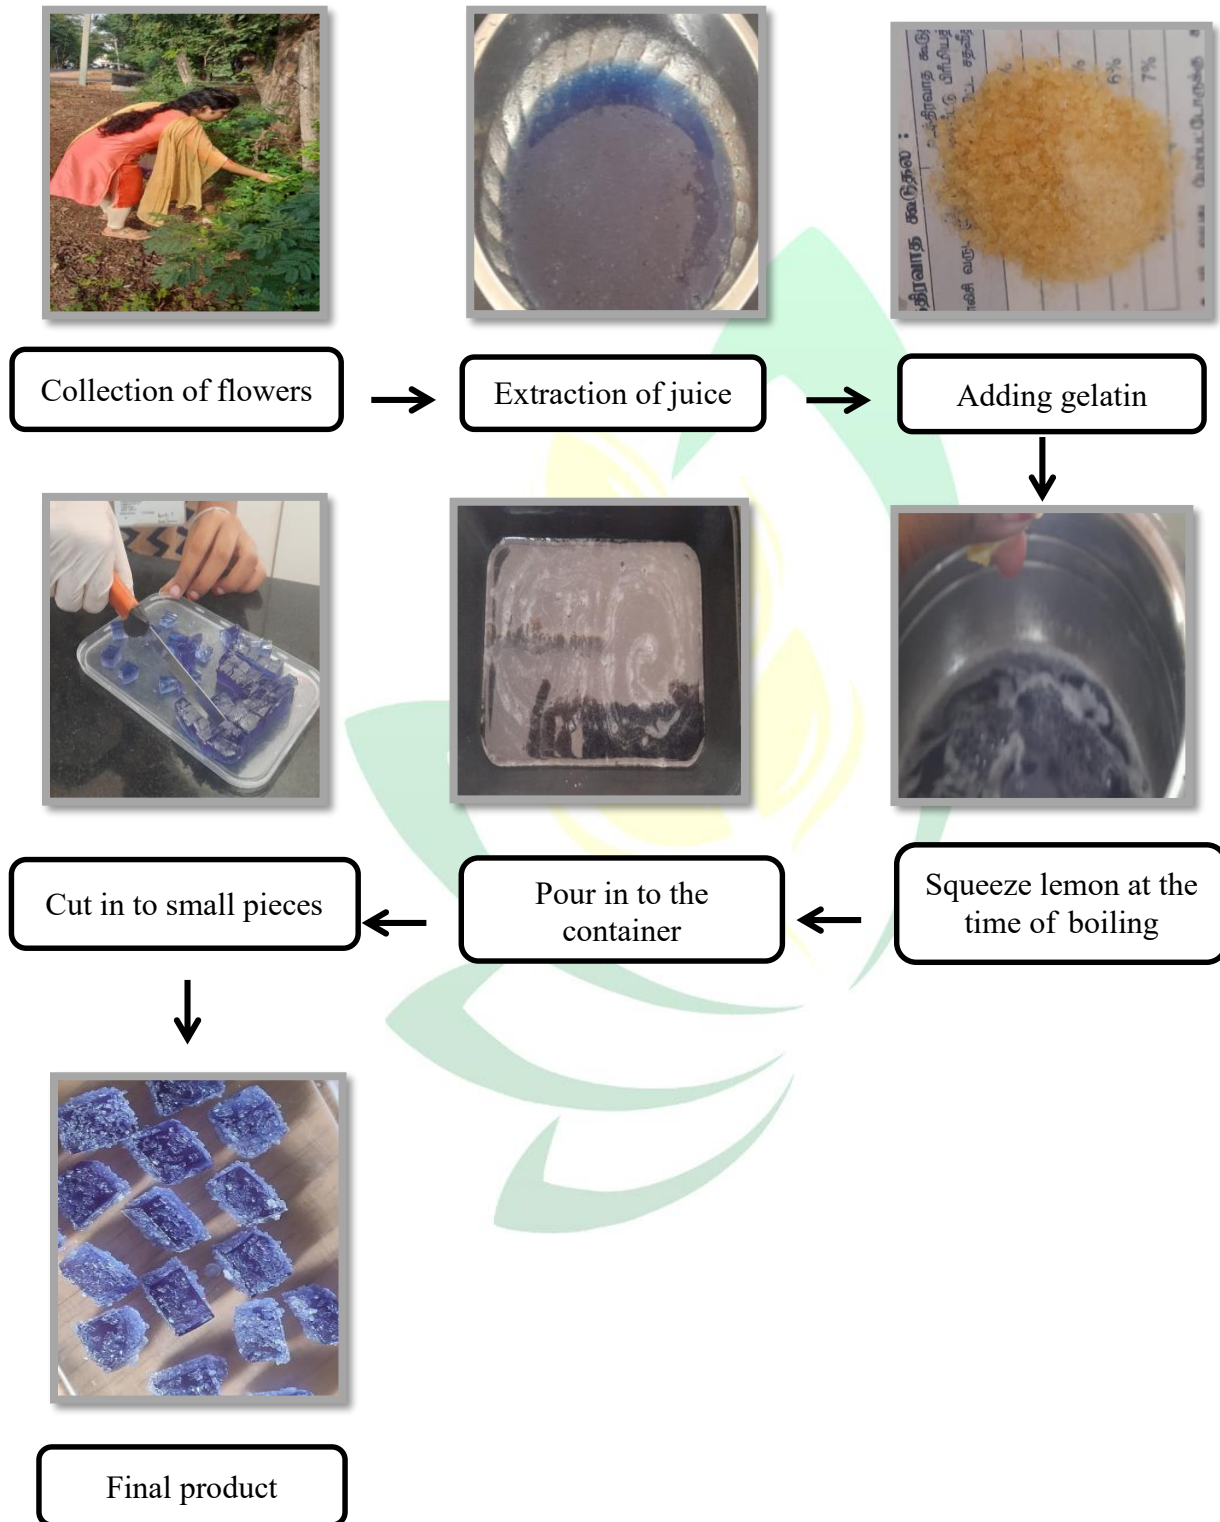 கூடுதல :
6%
7%
Collection of flowers
Extraction of juice
Adding gelatin
Squeeze lemon at the
time of boiling
Pour in to the
container
Cut in to small pieces
Final product